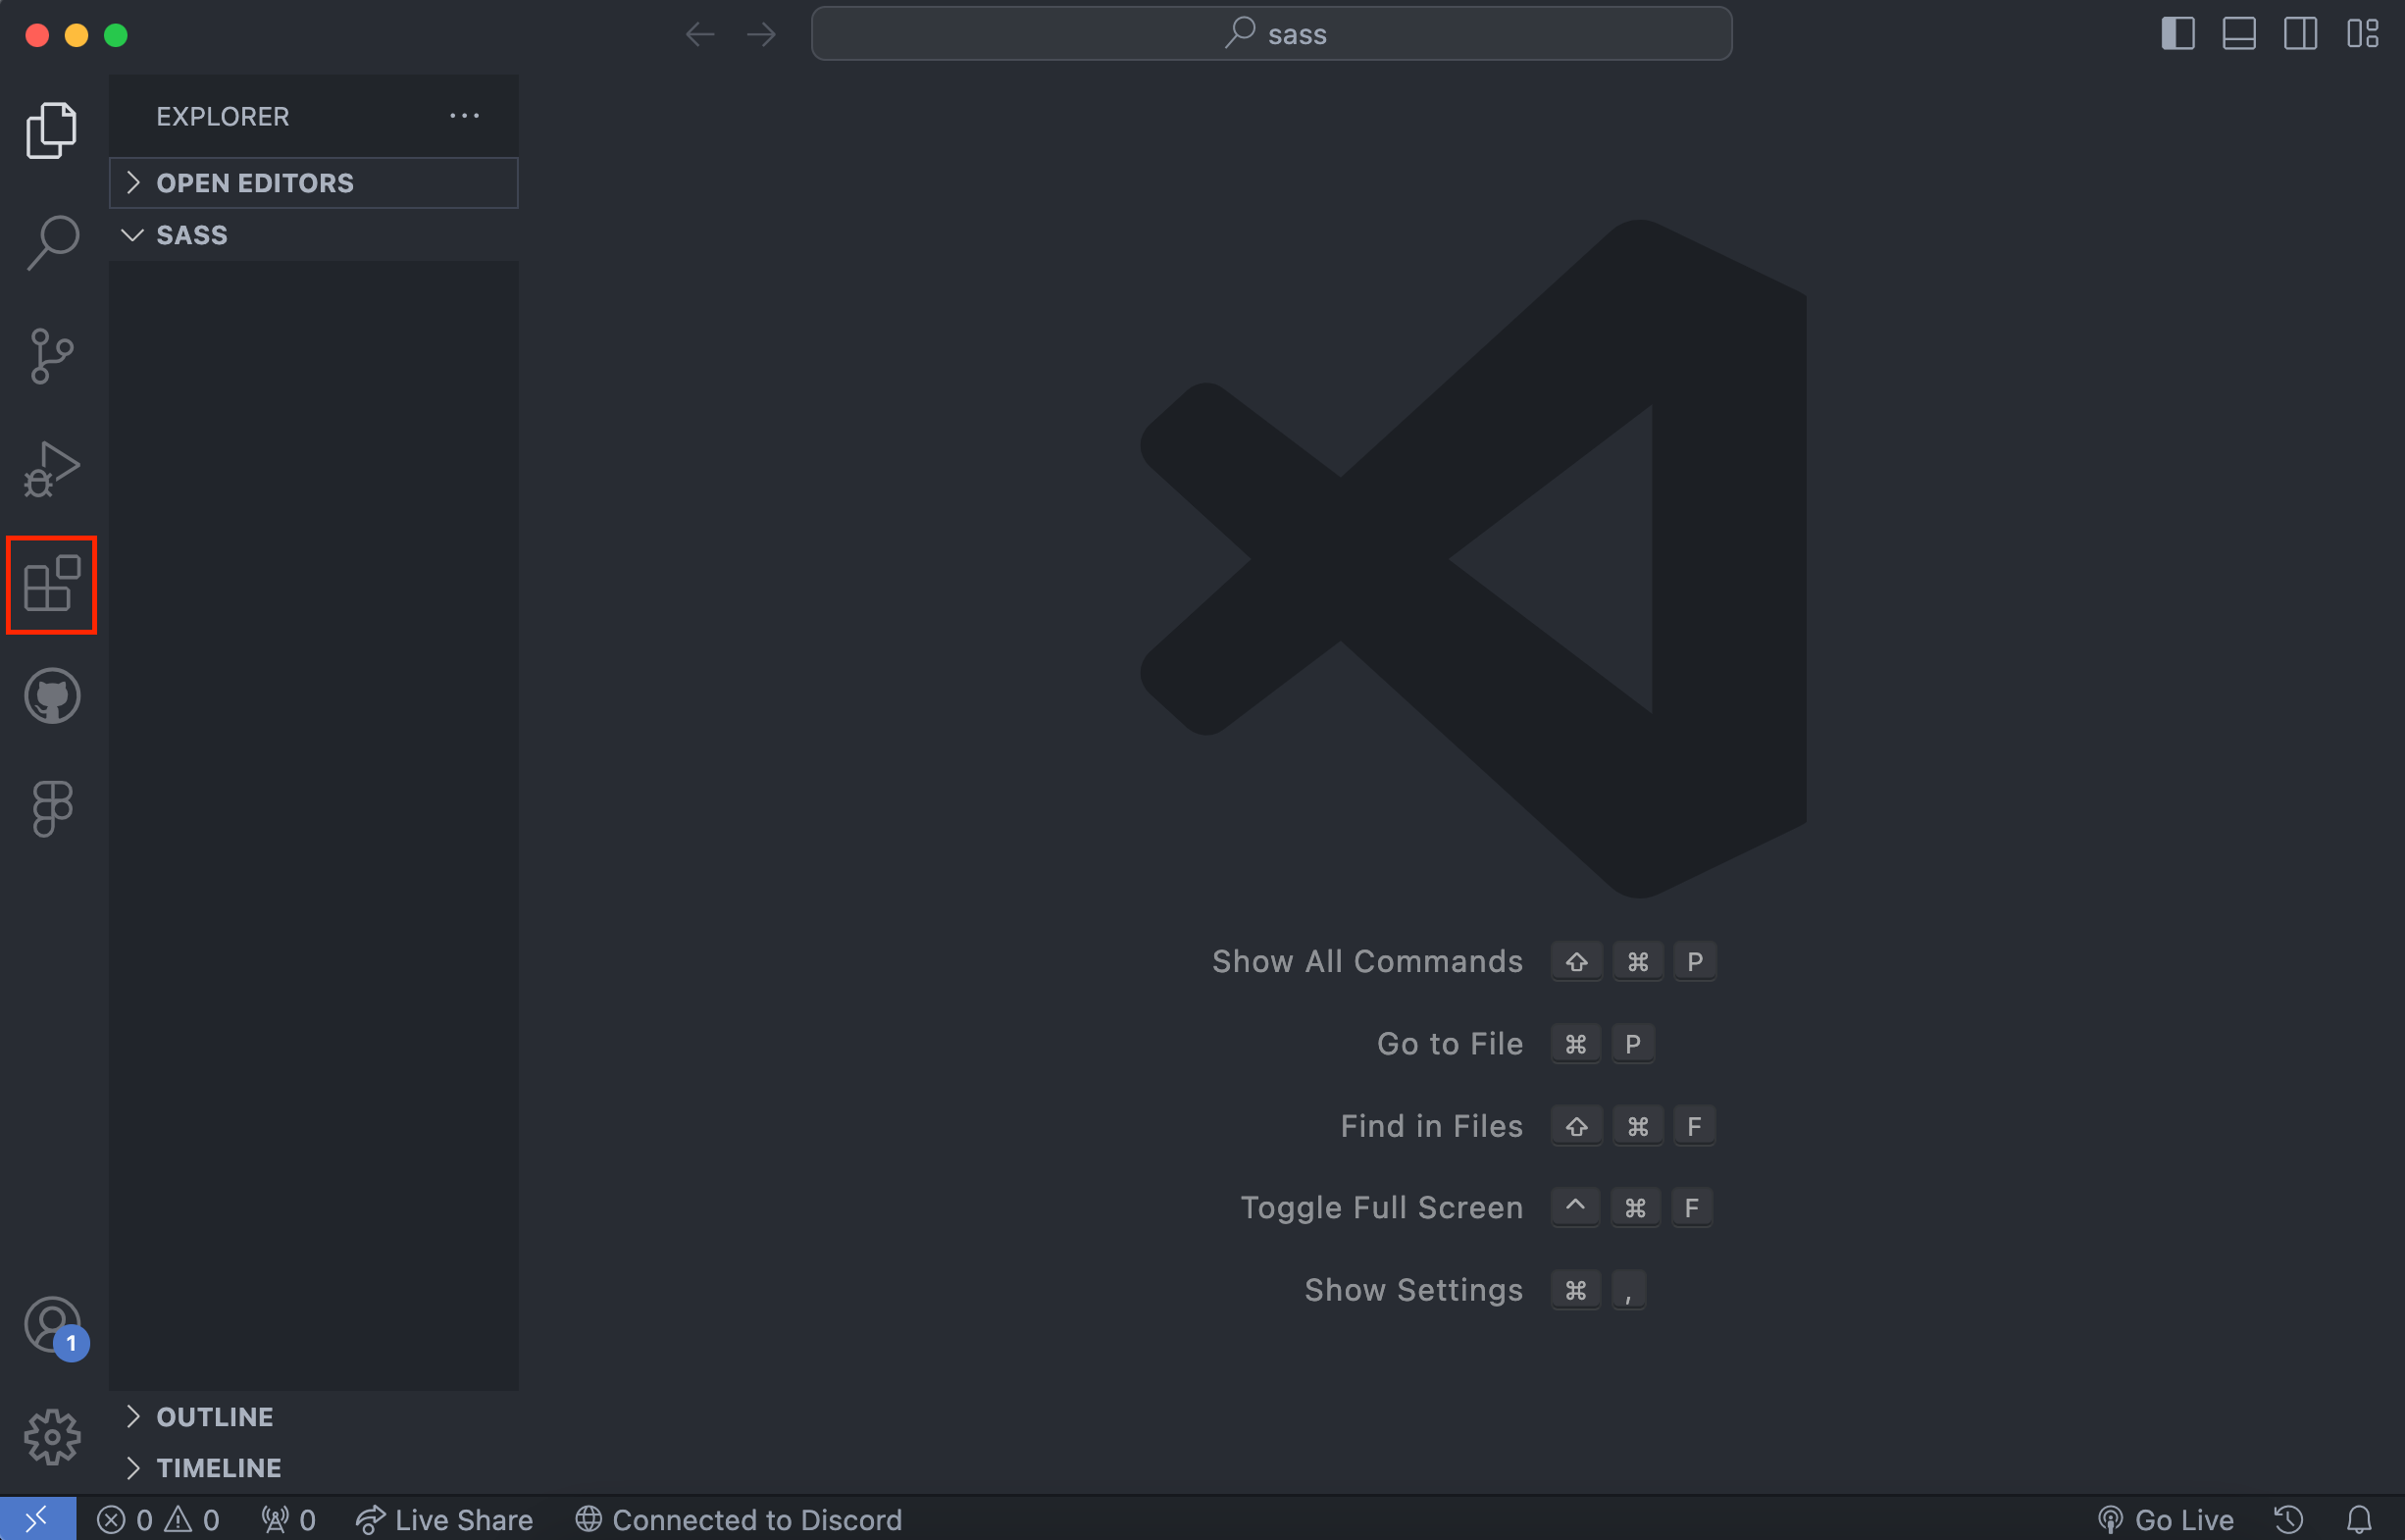 sass
EXPLORER ···
OPEN EDITORS
SASS
Show All Commands ⇧ ⌘ P
Go to File ⌘ P
Find in Files ⇧ ⌘ F
Toggle Full Screen ^ ⌘ F
Show Settings ⌘ ,
1
OUTLINE
TIMELINE
0 0 0 Live Share Connected to Discord Go Live